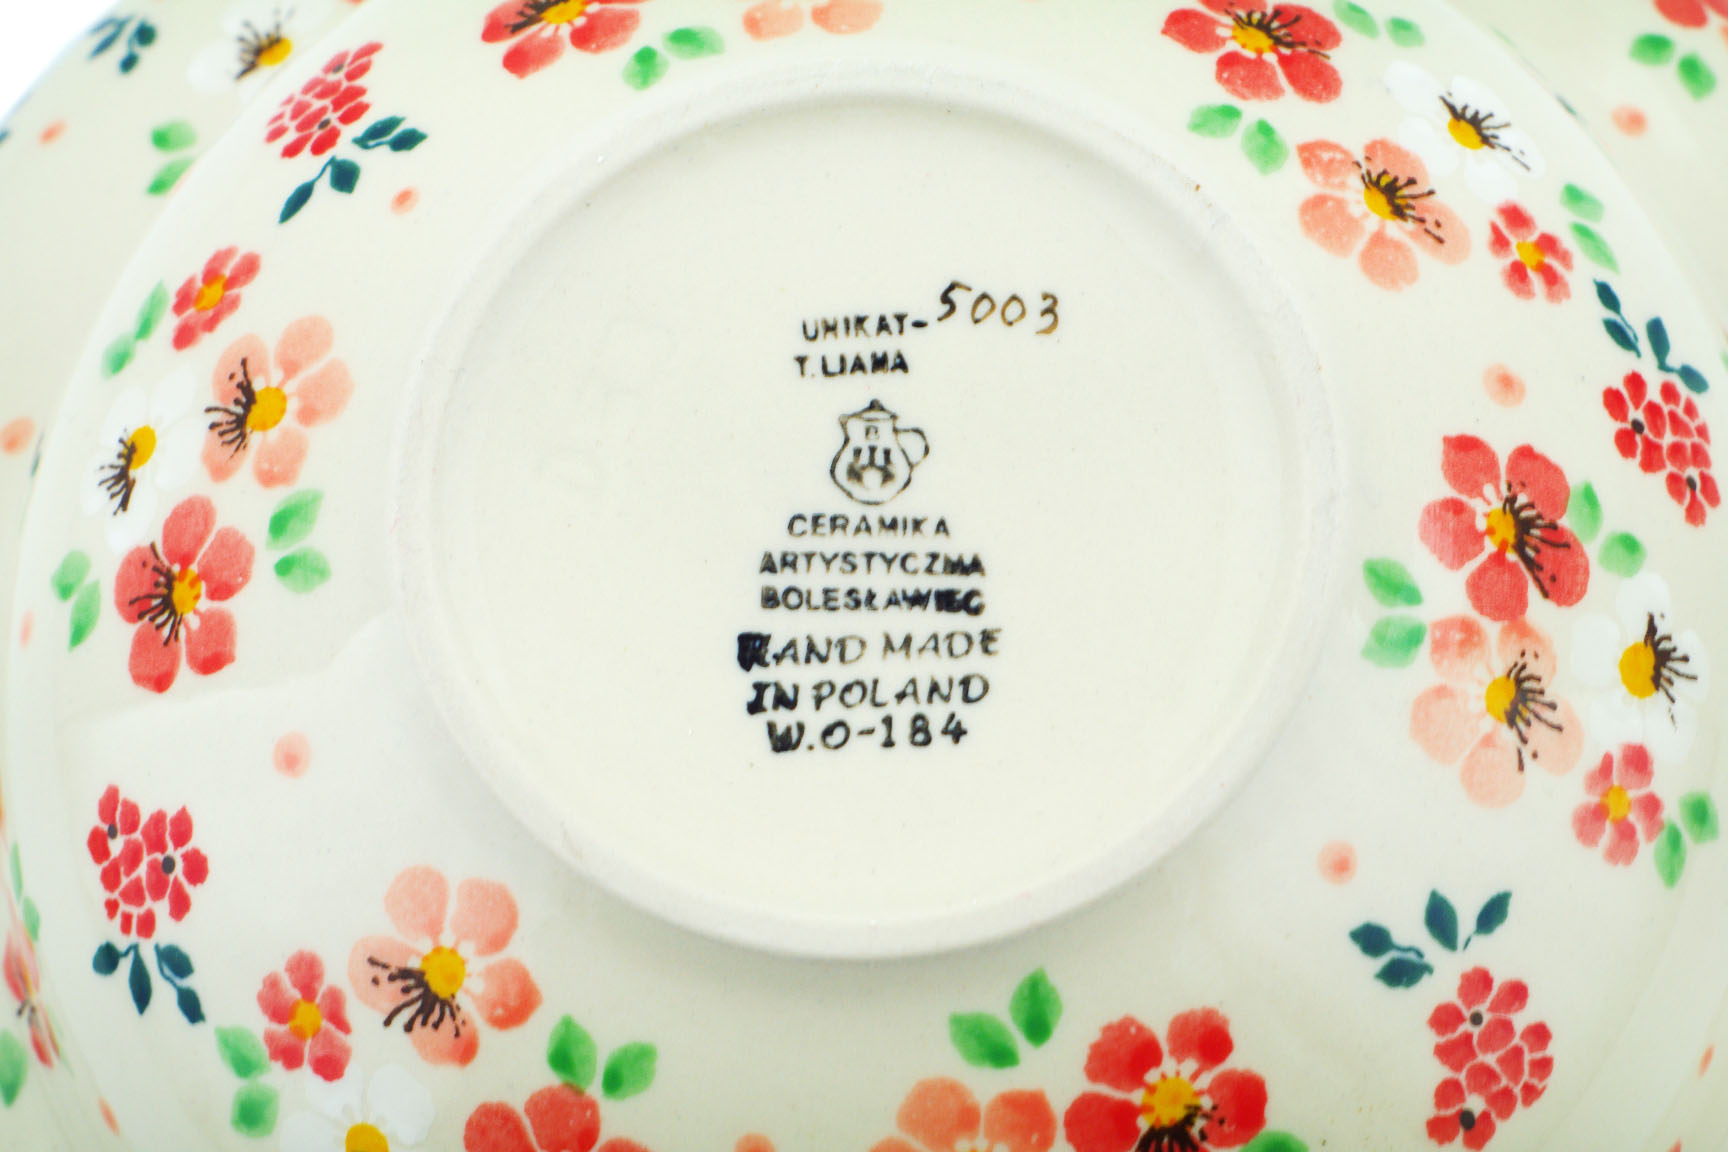 UNIKAT-5003
T. LIANA
B
CERAMIKA
ARTYSTYCZNA
BOLESŁAWIEC
HAND MADE
IN POLAND
W.O-184